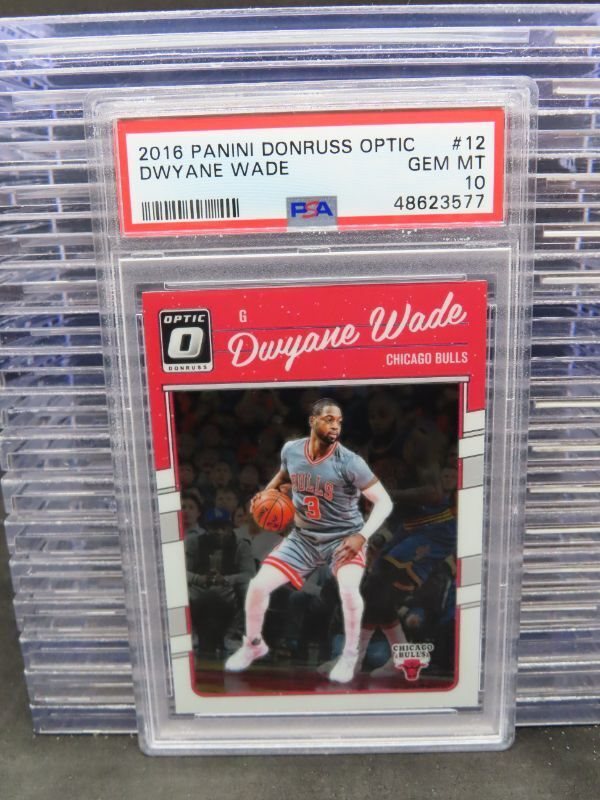 2016 PANINI DONRUSS OPTIC #12
DWYANE WADE GEM MT
10
PSA 48623577
OPTIC
DONRUSS
G
Dwyane Wade
CHICAGO BULLS
BULLS
3
CHICAGO
BULLS